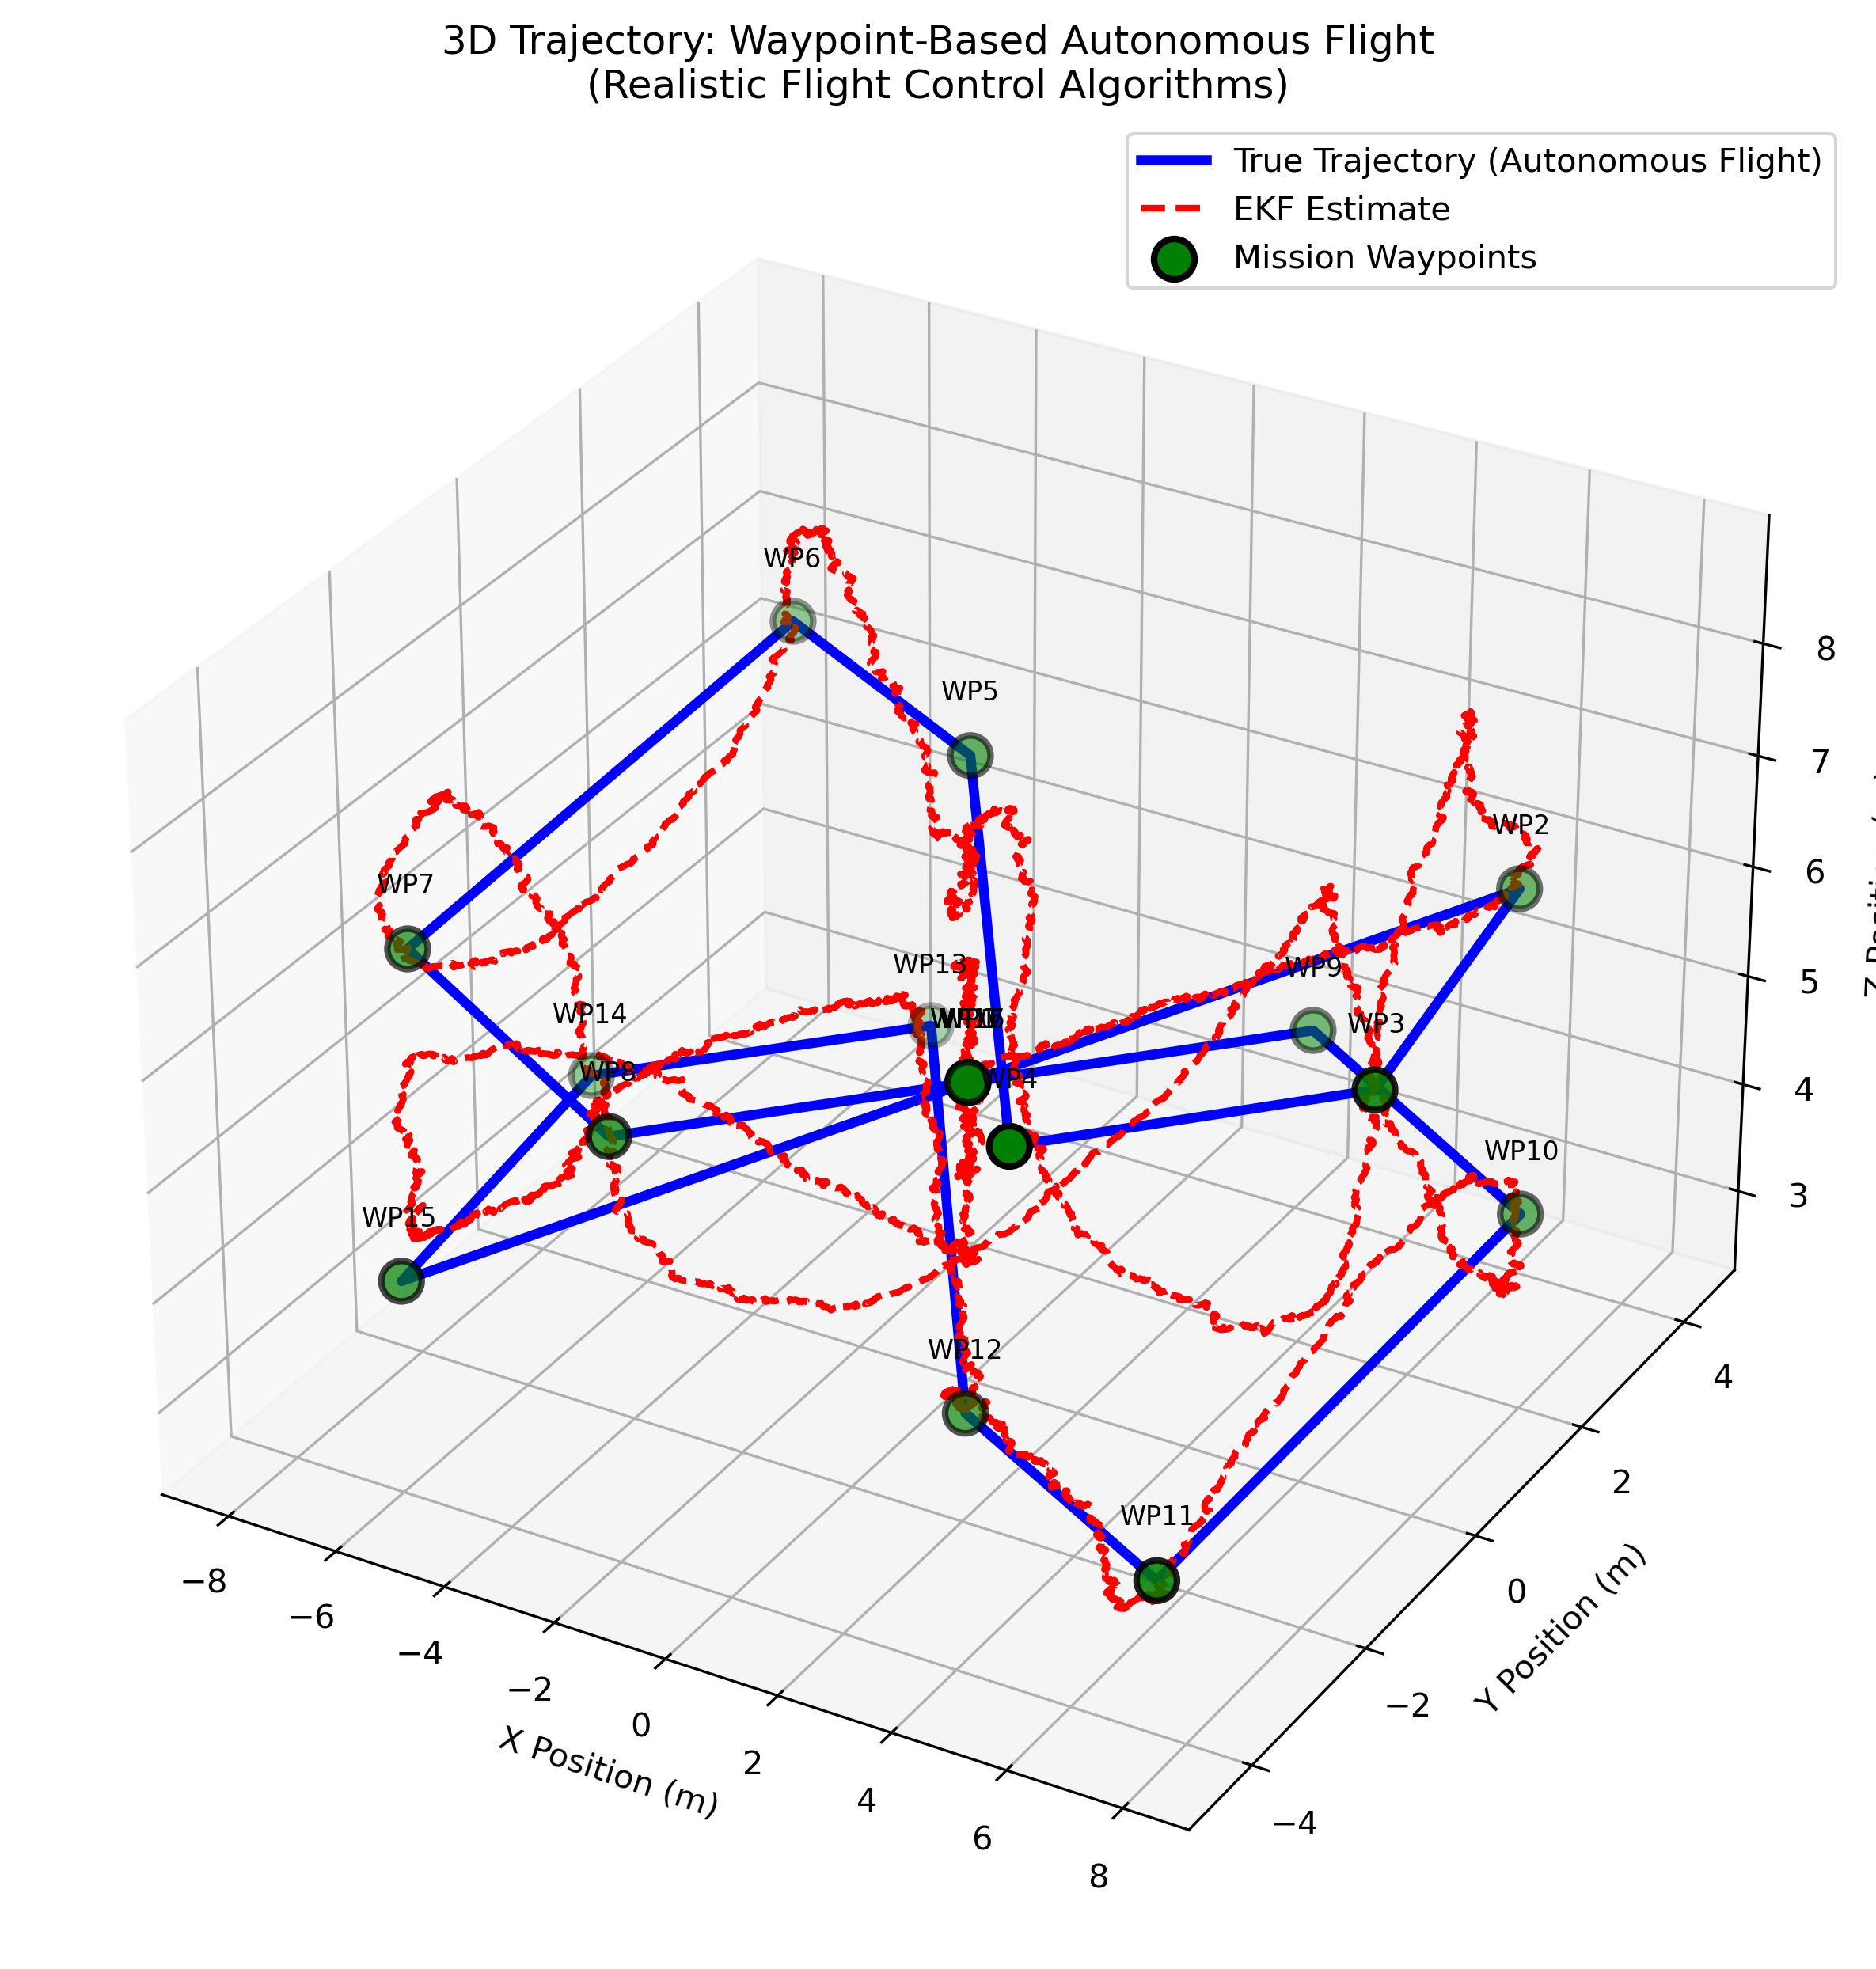 3D Trajectory: Waypoint-Based Autonomous Flight
(Realistic Flight Control Algorithms)
True Trajectory (Autonomous Flight)
EKF Estimate
Mission Waypoints
WP6
WP5
WP2
WP7
WP13
WP9
WP14
WP3
WP8
WP4
WP10
WP15
WP12
WP11
8
7
6
5
4
3
4
2
0
−2
−4
Y Position (m)
−8
−6
−4
−2
0
2
4
6
8
X Position (m)